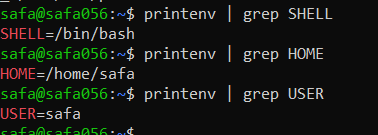 safa@safa056:~$ printenv | grep SHELL
SHELL=/bin/bash
safa@safa056:~$ printenv | grep HOME
HOME=/home/safa
safa@safa056:~$ printenv | grep USER
USER=safa
safa@safa056:~$